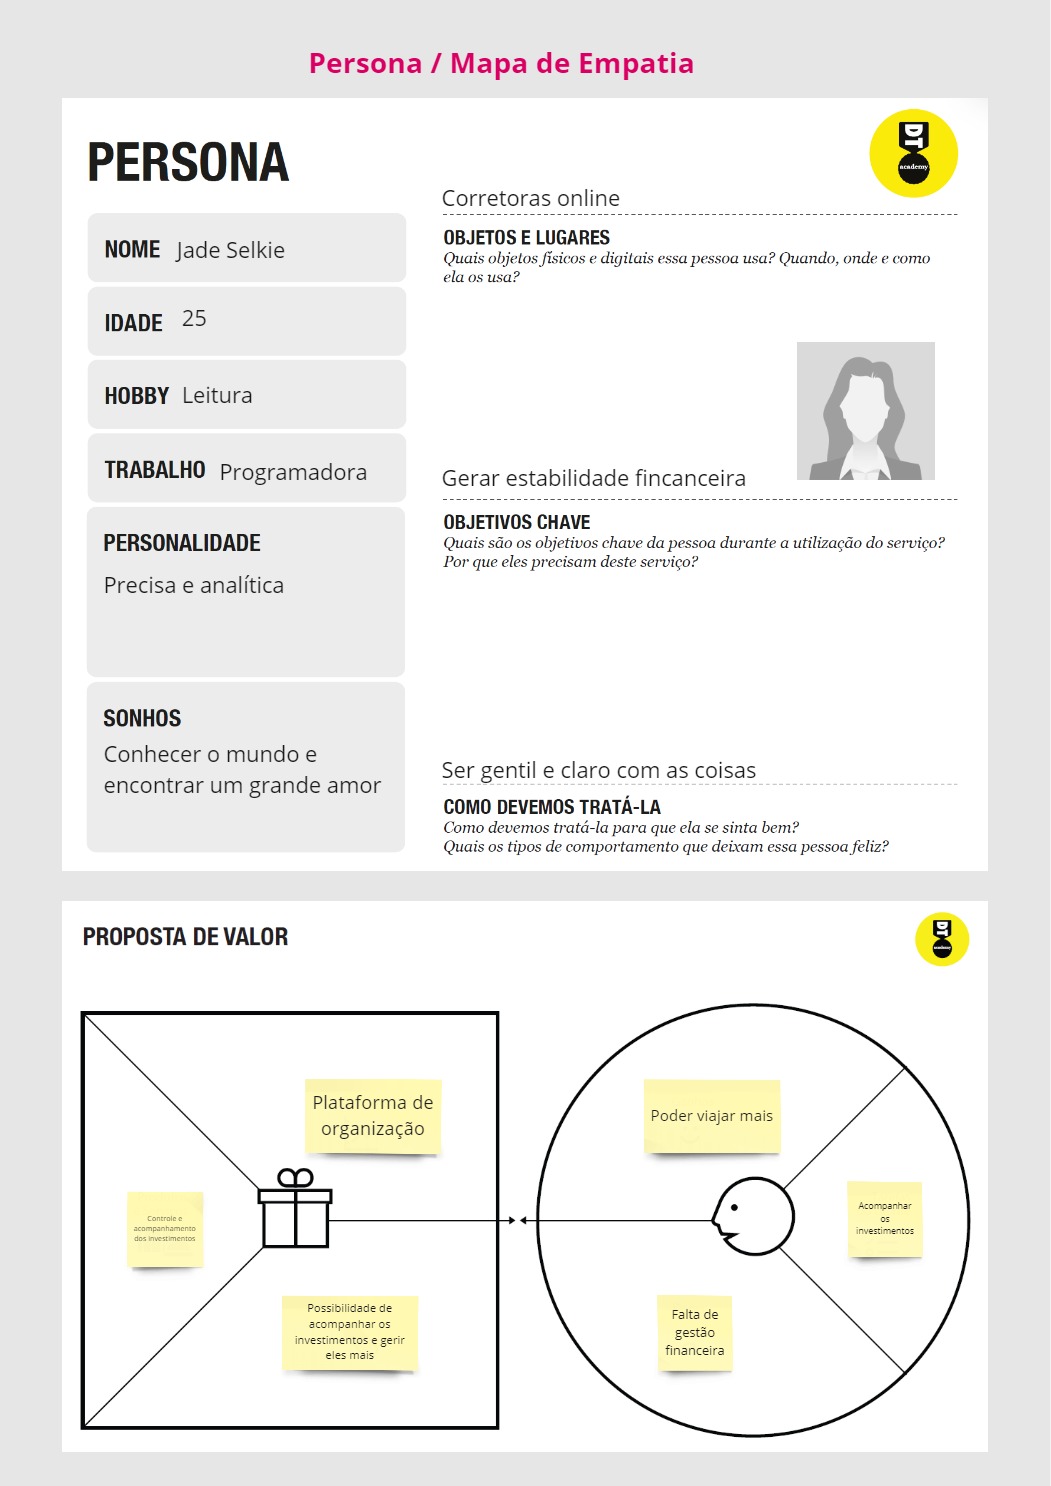 Persona / Mapa de Empatia
PERSONA
DT
academy
NOME Jade Selkie
IDADE 25
HOBBY Leitura
TRABALHO Programadora
PERSONALIDADE
Precisa e analítica
SONHOS
Conhecer o mundo e
encontrar um grande amor
Corretoras online
OBJETOS E LUGARES
Quais objetos físicos e digitais essa pessoa usa? Quando, onde e como
ela os usa?
Gerar estabilidade fincanceira
OBJETIVOS CHAVE
Quais são os objetivos chave da pessoa durante a utilização do serviço?
Por que eles precisam deste serviço?
Ser gentil e claro com as coisas
COMO DEVEMOS TRATÁ-LA
Como devemos tratá-la para que ela se sinta bem?
Quais os tipos de comportamento que deixam essa pessoa feliz?
PROPOSTA DE VALOR
DT
academy
Plataforma de
organização
Controle e
acompanhamento
dos investimentos
Possibilidade de
acompanhar os
investimentos e gerir
eles mais
Poder viajar mais
Acompanhar
os
investimentos
Falta de
gestão
financeira